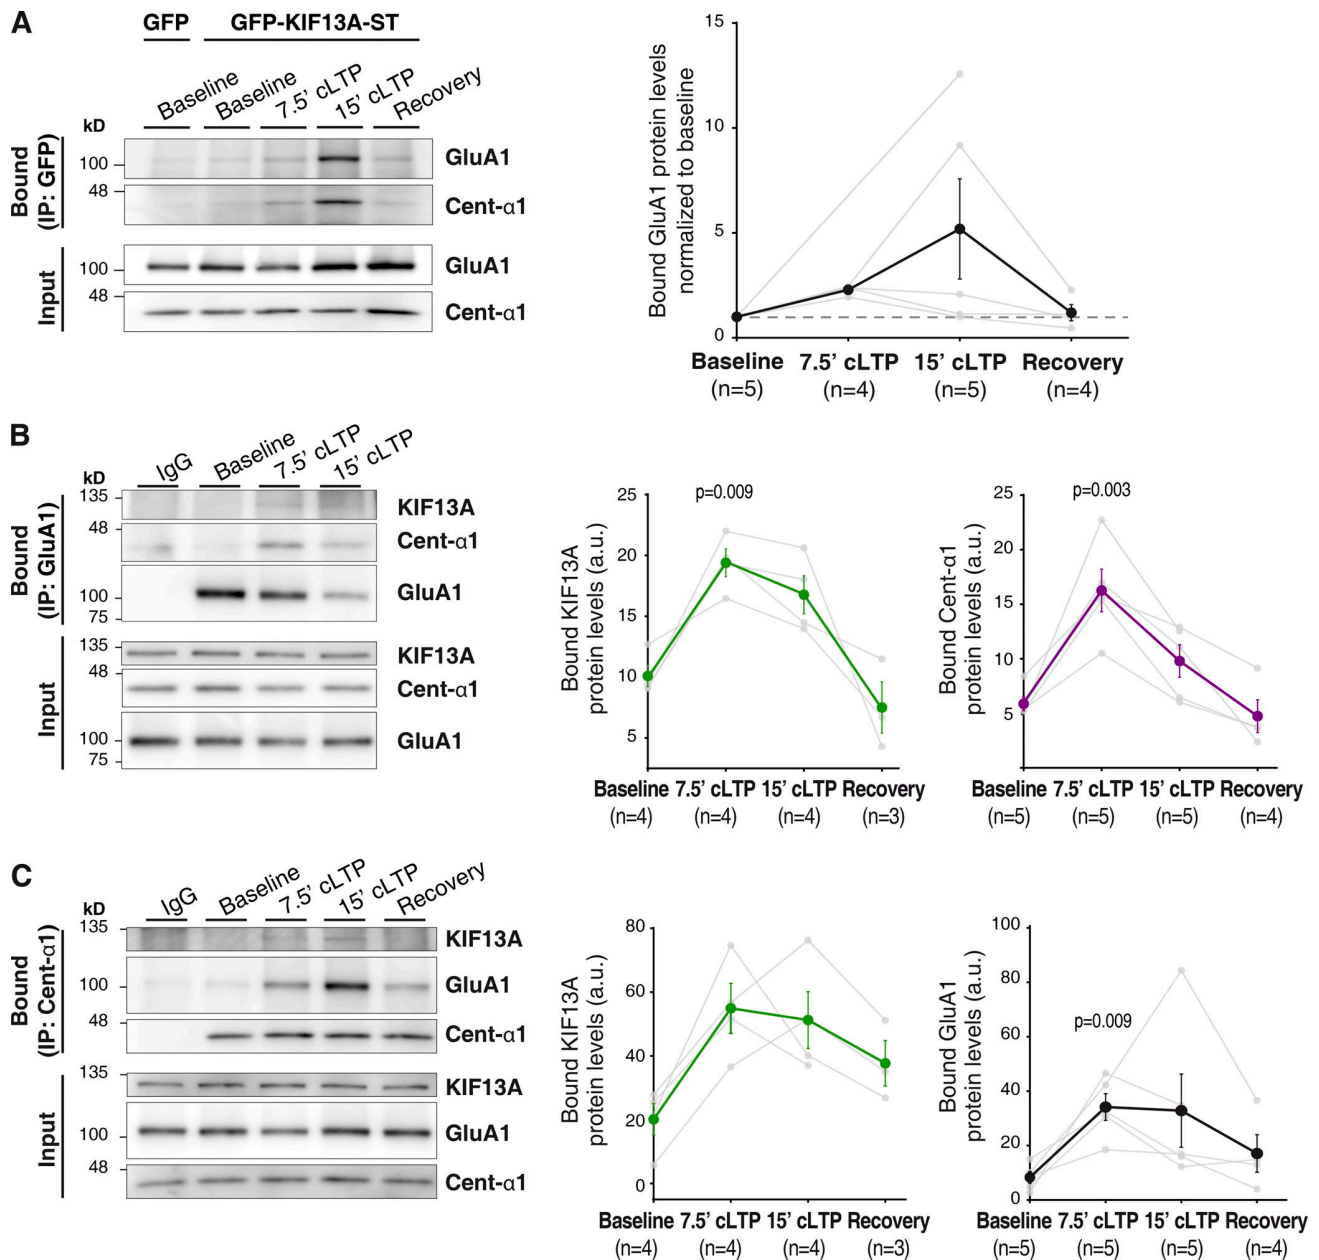 A
GFP
GFP-KIF13A-ST
Baseline
Baseline
7.5’ cLTP
15’ cLTP
Recovery
kD
Bound
(IP: GFP)
100
GluA1
48
Cent-α1
Input
100
GluA1
48
Cent-α1
Bound GluA1 protein levels
normalized to baseline
15
10
5
0
Baseline
7.5’ cLTP
15’ cLTP
Recovery
(n=5)
(n=4)
(n=5)
(n=4)
B
IgG
Baseline
7.5’ cLTP
15’ cLTP
kD
Bound
(IP: GluA1)
135
KIF13A
48
Cent-α1
100
GluA1
75
Input
135
KIF13A
48
Cent-α1
100
GluA1
75
Bound KIF13A
protein levels (a.u.)
25
20
15
10
5
p=0.009
Baseline 7.5’ cLTP 15’ cLTP Recovery
(n=4) (n=4) (n=4) (n=3)
Bound Cent-α1
protein levels (a.u.)
25
20
15
10
5
p=0.003
Baseline 7.5’ cLTP 15’ cLTP Recovery
(n=5) (n=5) (n=5) (n=4)
C
IgG
Baseline
7.5’ cLTP
15’ cLTP
Recovery
kD
Bound
(IP: Cent-α1)
135
KIF13A
100
GluA1
48
Cent-α1
Input
135
KIF13A
100
GluA1
48
Cent-α1
Bound KIF13A
protein levels (a.u.)
80
60
40
20
0
Baseline 7.5’ cLTP 15’ cLTP Recovery
(n=4) (n=4) (n=4) (n=3)
Bound GluA1
protein levels (a.u.)
100
80
60
40
20
0
p=0.009
Baseline 7.5’ cLTP 15’ cLTP Recovery
(n=5) (n=5) (n=5) (n=4)